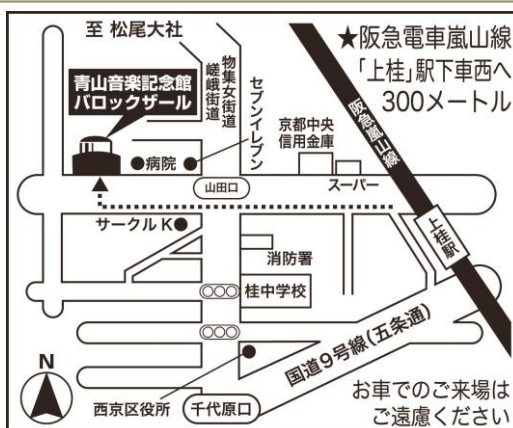 至 松尾大社
★阪急電車嵐山線
「上桂」駅下車西へ
300メートル
物集女街道
嵯峨街道
セブンイレブン
青山音楽記念館
バロックザール
阪急嵐山線
京都中央
信用金庫
●病院
スーパー
山田口
サークルK●
上桂駅
消防署
桂中学校
国道9号線(五条通)
N
西京区役所
千代原口
お車でのご来場は
ご遠慮ください